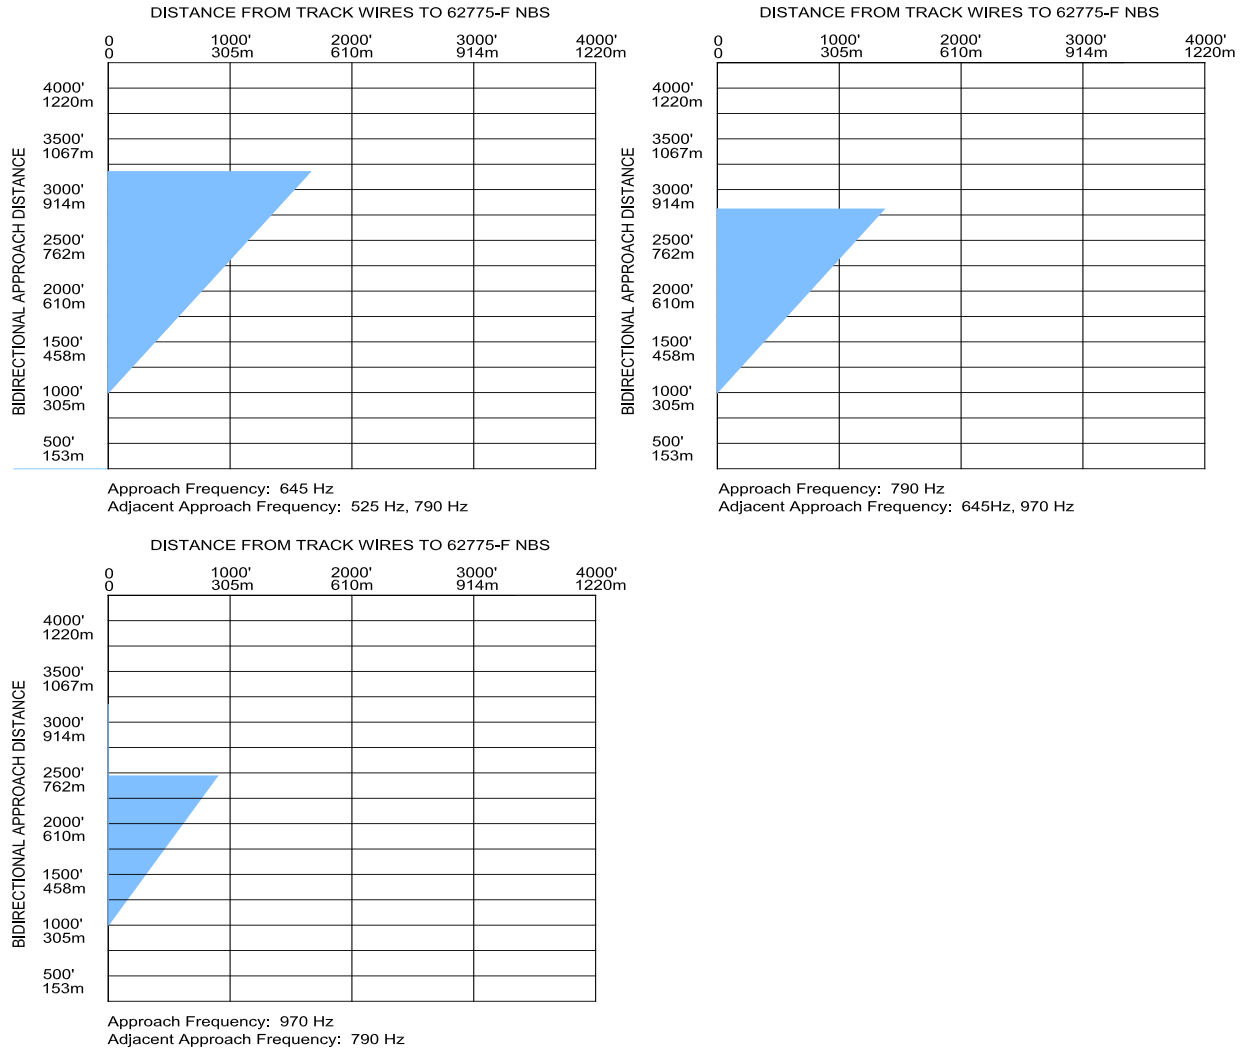 DISTANCE FROM TRACK WIRES TO 62775-F NBS
0 1000' 2000' 3000' 4000'
0 305m 610m 914m 1220m
BIDIRECTIONAL APPROACH DISTANCE
4000'
1220m
3500'
1067m
3000'
914m
2500'
762m
2000'
610m
1500'
458m
1000'
305m
500'
153m
Approach Frequency: 645 Hz
Adjacent Approach Frequency: 525 Hz, 790 Hz
DISTANCE FROM TRACK WIRES TO 62775-F NBS
0 1000' 2000' 3000' 4000'
0 305m 610m 914m 1220m
BIDIRECTIONAL APPROACH DISTANCE
4000'
1220m
3500'
1067m
3000'
914m
2500'
762m
2000'
610m
1500'
458m
1000'
305m
500'
153m
Approach Frequency: 790 Hz
Adjacent Approach Frequency: 645Hz, 970 Hz
DISTANCE FROM TRACK WIRES TO 62775-F NBS
0 1000' 2000' 3000' 4000'
0 305m 610m 914m 1220m
BIDIRECTIONAL APPROACH DISTANCE
4000'
1220m
3500'
1067m
3000'
914m
2500'
762m
2000'
610m
1500'
458m
1000'
305m
500'
153m
Approach Frequency: 970 Hz
Adjacent Approach Frequency: 790 Hz